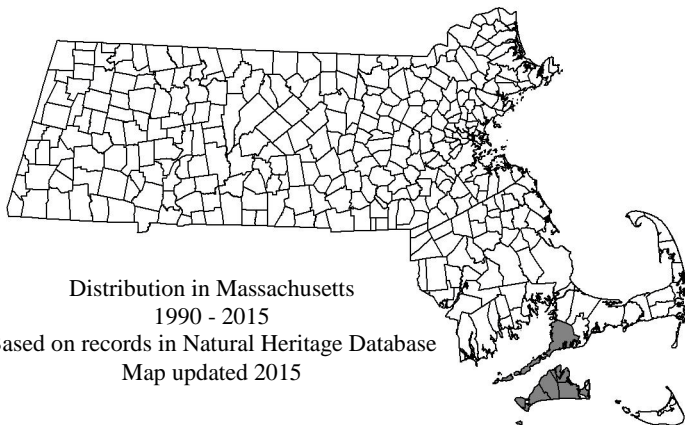 Distribution in Massachusetts
1990 - 2015
ased on records in Natural Heritage Database
Map updated 2015